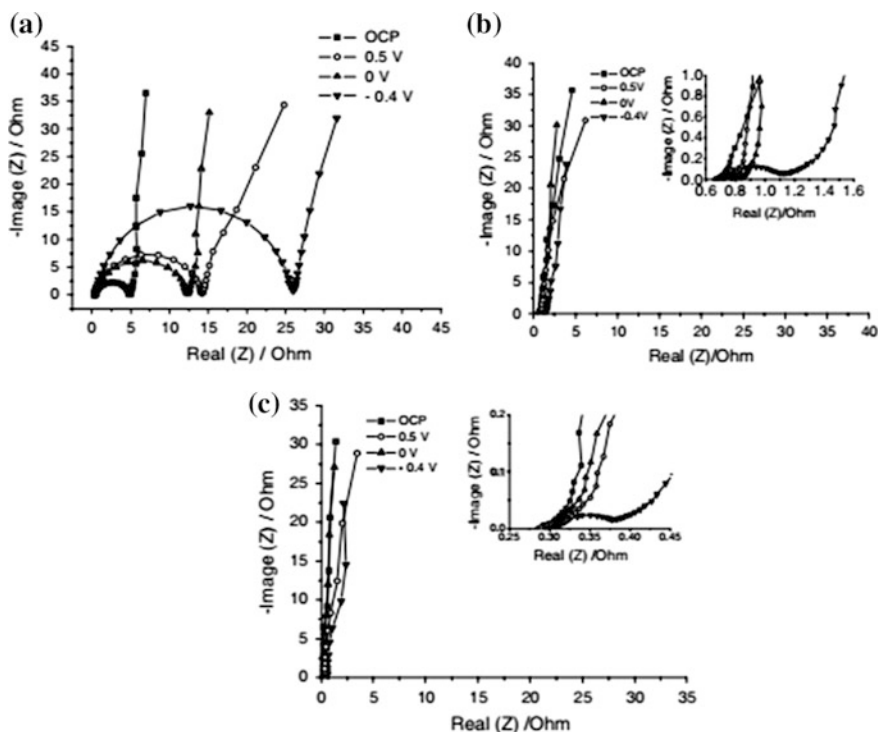 (a)
OCP
0.5 V
0 V
- 0.4 V
-Image (Z) / Ohm
45
40
35
30
25
20
15
10
5
0
0 5 10 15 20 25 30 35 40 45
Real (Z) / Ohm
(b)
OCP
0.5V
0V
-0.4V
-Image (Z) / Ohm
40
35
30
25
20
15
10
5
0
0 5 10 15 20 25 30 35 40
Real (Z)/Ohm
-Image (Z) / Ohm
1.0
0.8
0.6
0.4
0.2
0.0
0.6 0.8 1.0 1.2 1.4 1.6
Real (Z)/Ohm
(c)
OCP
0.5 V
0 V
- 0.4 V
-Image (Z) / Ohm
35
30
25
20
15
10
5
0
0 5 10 15 20 25 30 35
Real (Z) /Ohm
-Image (Z) / Ohm
0.2
0.1
0.0
0.25 0.30 0.35 0.40 0.45
Real (Z) /Ohm